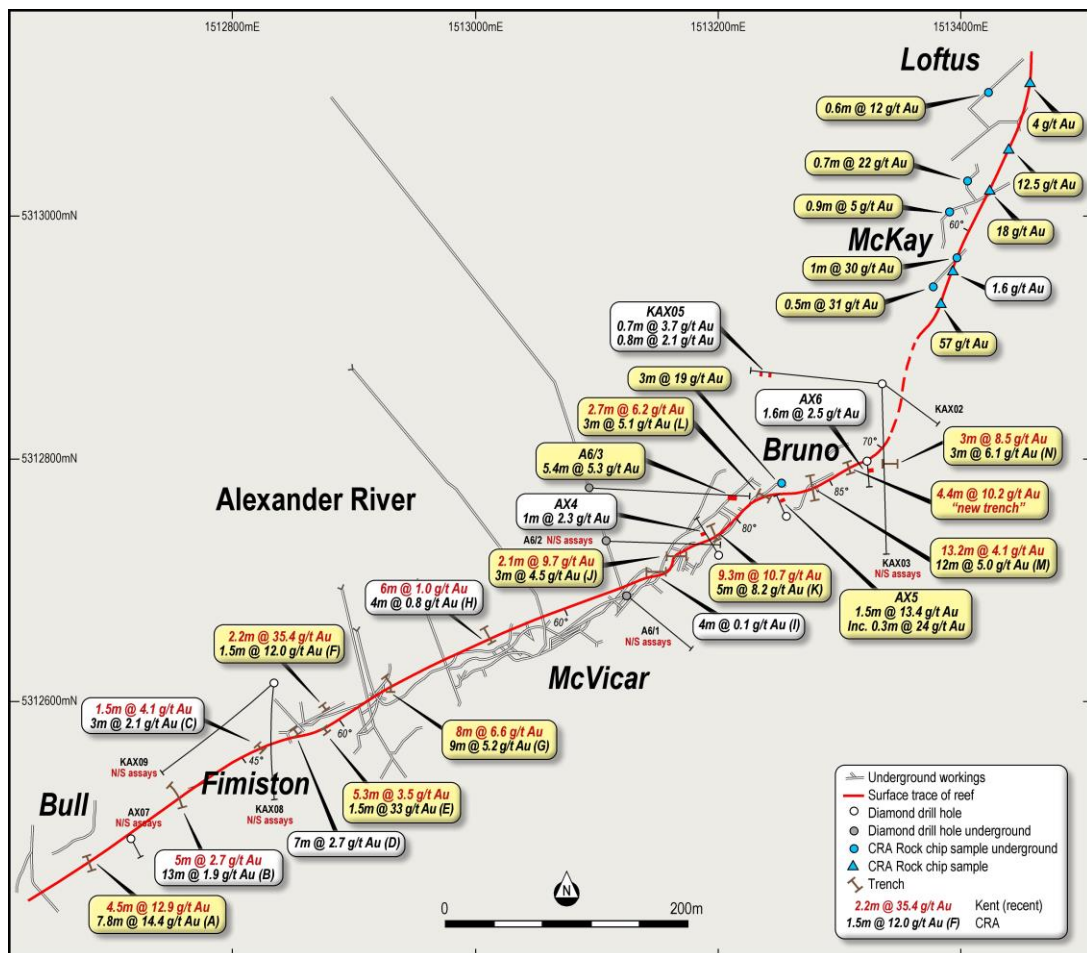 1512800mE
1513000mE
1513200mE
1513400mE
Loftus
0.6m @ 12 g/t Au
4 g/t Au
0.7m @ 22 g/t Au
12.5 g/t Au
5313000mN
0.9m @ 5 g/t Au
60°
18 g/t Au
McKay
1m @ 30 g/t Au
1.6 g/t Au
0.5m @ 31 g/t Au
57 g/t Au
KAX05
0.7m @ 3.7 g/t Au
0.8m @ 2.1 g/t Au
3m @ 19 g/t Au
AX6
1.6m @ 2.5 g/t Au
KAX02
2.7m @ 6.2 g/t Au
3m @ 5.1 g/t Au (L)
Bruno
70°
3m @ 8.5 g/t Au
3m @ 6.1 g/t Au (N)
5312800mN
A6/3
5.4m @ 5.3 g/t Au
85°
4.4m @ 10.2 g/t Au
"new trench"
Alexander River
AX4
1m @ 2.3 g/t Au
80°
A6/2 N/S assays
13.2m @ 4.1 g/t Au
12m @ 5.0 g/t Au (M)
KAX03
N/S assays
2.1m @ 9.7 g/t Au
3m @ 4.5 g/t Au (J)
9.3m @ 10.7 g/t Au
5m @ 8.2 g/t Au (K)
AX5
1.5m @ 13.4 g/t Au
Inc. 0.3m @ 24 g/t Au
6m @ 1.0 g/t Au
4m @ 0.8 g/t Au (H)
60°
4m @ 0.1 g/t Au (I)
A6/1
N/S assays
2.2m @ 35.4 g/t Au
1.5m @ 12.0 g/t Au (F)
McVicar
5312600mN
1.5m @ 4.1 g/t Au
3m @ 2.1 g/t Au (C)
60°
8m @ 6.6 g/t Au
9m @ 5.2 g/t Au (G)
KAX09
N/S assays
45°
Fimiston
5.3m @ 3.5 g/t Au
1.5m @ 33 g/t Au (E)
Bull
AX07
N/S assays
KAX08
N/S assays
7m @ 2.7 g/t Au (D)
5m @ 2.7 g/t Au
13m @ 1.9 g/t Au (B)
4.5m @ 12.9 g/t Au
7.8m @ 14.4 g/t Au (A)
N
0
200m
Underground workings
Surface trace of reef
Diamond drill hole
Diamond drill hole underground
CRA Rock chip sample underground
CRA Rock chip sample
Trench
2.2m @ 35.4 g/t Au Kent (recent)
1.5m @ 12.0 g/t Au (F) CRA